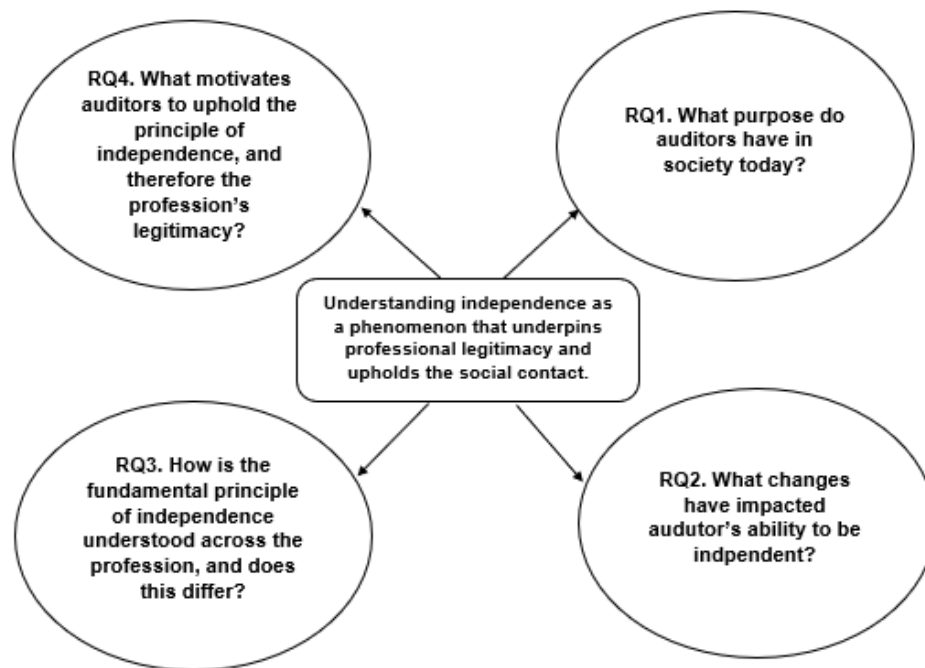 RQ4. What motivates
auditors to uphold the
principle of
independence, and
therefore the
profession's
legitimacy?
RQ1. What purpose do
auditors have in
society today?
Understanding independence as
a phenomenon that underpins
professional legitimacy and
upholds the social contact.
RQ3. How is the
fundamental principle
of independence
understood across the
profession, and does
this differ?
RQ2. What changes
have impacted
audutor's ability to be
indpendent?